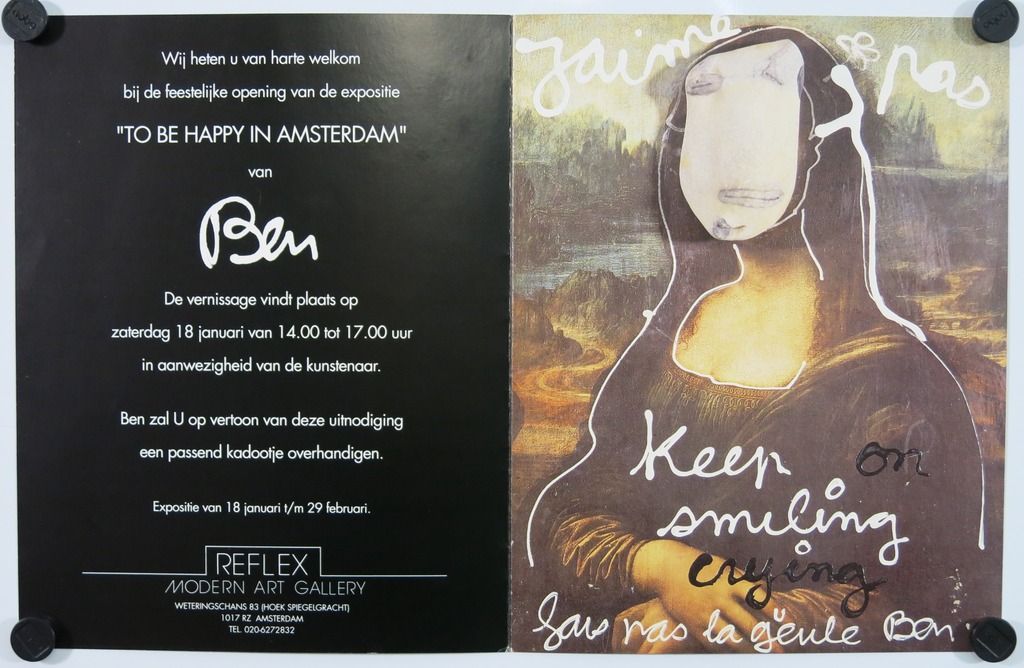 Wij heten u van harte welkom
bij de feestelijke opening van de expositie
"TO BE HAPPY IN AMSTERDAM"
van
Ben
De vernissage vindt plaats op
zaterdag 18 januari van 14.00 tot 17.00 uur
in aanwezigheid van de kunstenaar.
Ben zal U op vertoon van deze uitnodiging
een passend kadootje overhandigen.
Expositie van 18 januari t/m 29 februari.
REFLEX
MODERN ART GALLERY
WETERINGSCHANS 83 (HOEK SPIEGELGRACHT)
1017 RZ AMSTERDAM
TEL. 020-6272832
j'aime pas
Keep on
smiling
crying
pas la gueule Ben